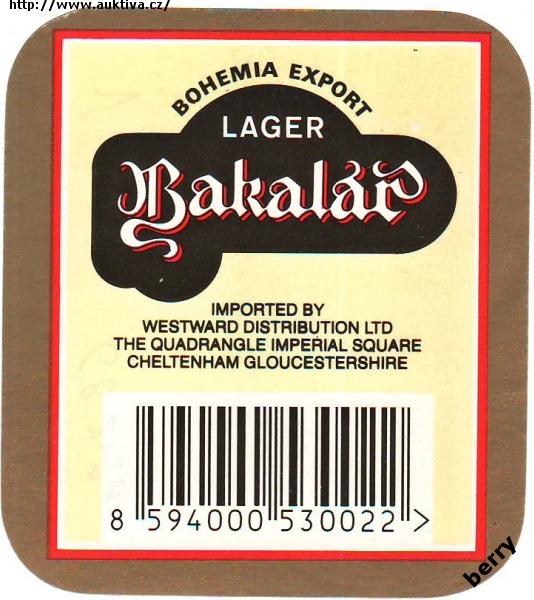 http://www.auktiva.cz/
BOHEMIA EXPORT
LAGER
Bakalář
IMPORTED BY
WESTWARD DISTRIBUTION LTD
THE QUADRANGLE IMPERIAL SQUARE
CHELTENHAM GLOUCESTERSHIRE
8 594000 530022 >
berry